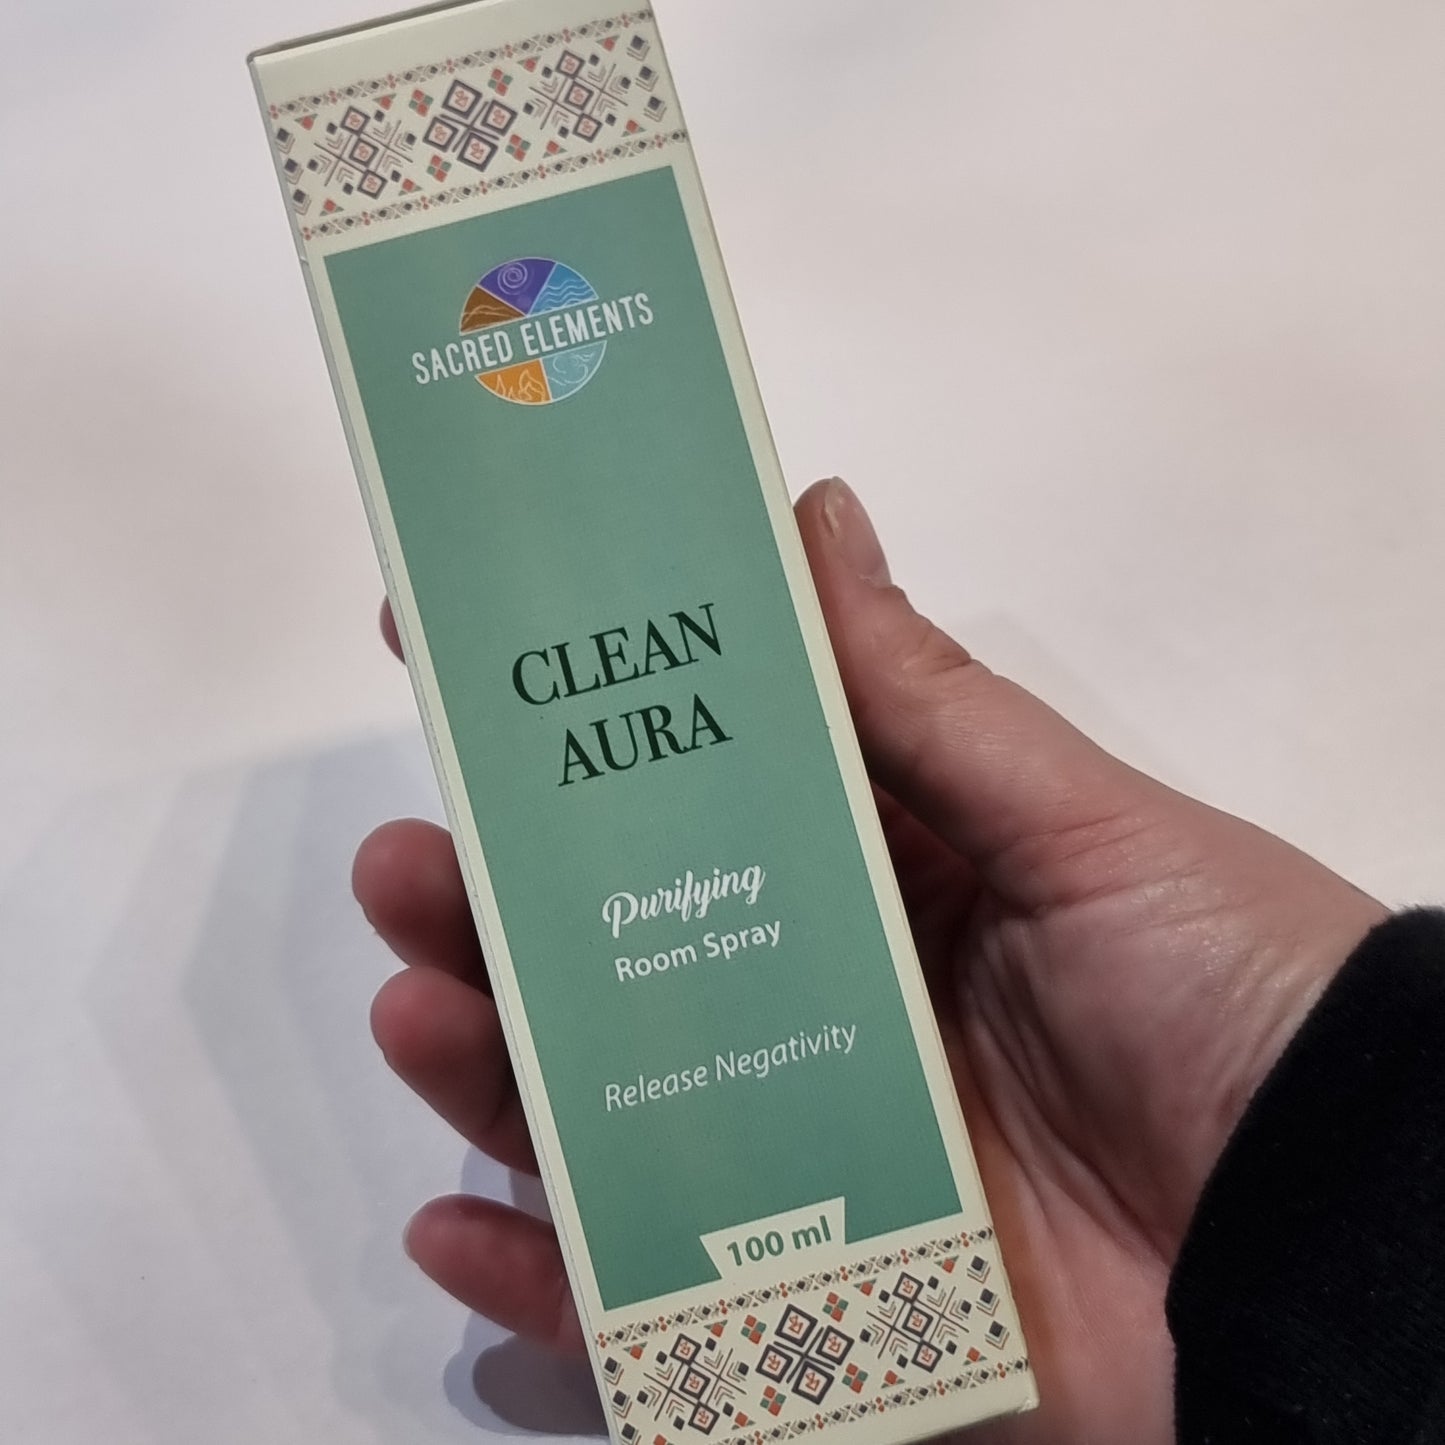 SACRED ELEMENTS
CLEAN
AURA
Purifying
Room Spray
Release Negativity
100 ml